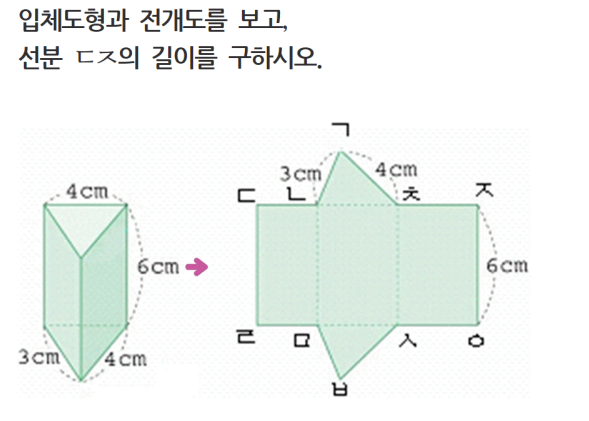 입체도형과 전개도를 보고,
선분 ㄷㅈ의 길이를 구하시오.
ㄱ
3cm 4cm
4cm
ㄷ ㄴ ㅊ ㅈ
6cm 6cm
ㄹ ㅁ ㅅ ㅇ
3cm 4cm
ㅂ